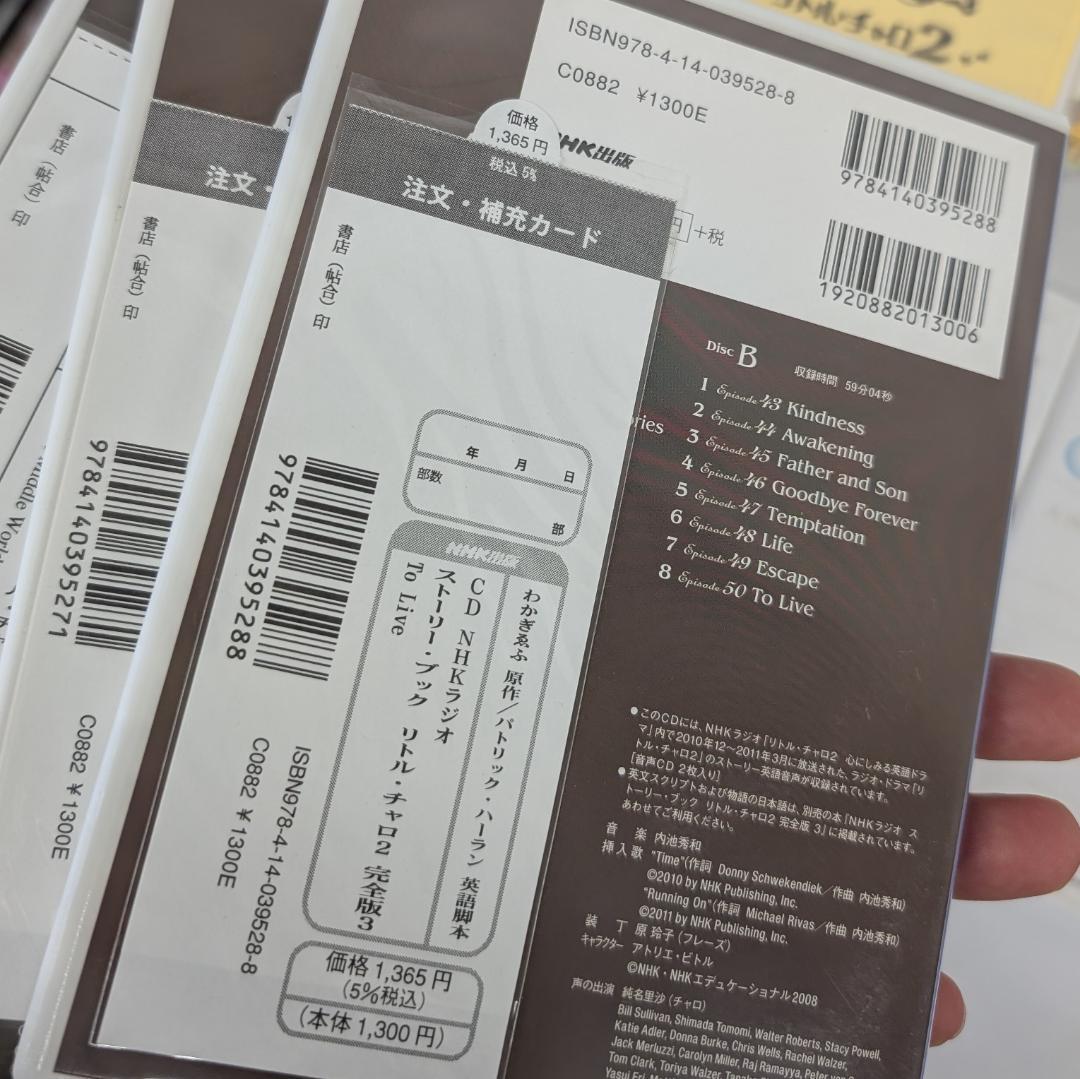 リトル・チャロ2
ISBN978-4-14-039528-8
C0882 ¥1300E
NHK出版
円 +税
9784140395288
1920882013006
価格
1,365円
税込 5%
注文・補充カード
書店(帖合)印
年 月 日
部数
部
NHK出版
わかぎゑふ 原作/パトリック・ハーラン 英語脚本
CD NHKラジオ
ストーリー・ブック リトル・チャロ2 完全版3
To Live
9784140395288
ISBN978-4-14-039528-8
C0882 ¥1300E
価格 1,365 円
(5%税込)
(本体 1,300 円)
Disc B 収録時間 59分04秒
1 Episode 43 Kindness
2 Episode 44 Awakening
3 Episode 45 Father and Son
4 Episode 46 Goodbye Forever
5 Episode 47 Temptation
6 Episode 48 Life
7 Episode 49 Escape
8 Episode 50 To Live
ries
●このCDには、NHKラジオ「リトル・チャロ2 心にしみる英語ドラ
マ」内で2010年12~2011年3月に放送された、ラジオ・ドラマ「リ
トル・チャロ2」のストーリー英語音声が収録されています。
[音声CD 2枚入り]
●英文スクリプトおよび物語の日本語は、別売の本「NHKラジオ ス
トーリー・ブック リトル・チャロ2 完全版 3」に掲載されています。
あわせてご利用ください。
音 楽 内池秀和
挿入歌 "Time"(作詞 Donny Schwekendiek/作曲 内池秀和)
©2010 by NHK Publishing, Inc.
"Running On"(作詞 Michael Rivas/作曲 内池秀和)
©2011 by NHK Publishing, Inc.
装 丁 原 玲子(フレーズ)
キャラクター アトリエ・ビトル
©NHK・NHKエデュケーショナル2008
声の出演 純名里沙(チャロ)
Bill Sullivan, Shimada Tomomi, Walter Roberts, Stacy Powell,
Katie Adler, Donna Burke, Chris Wells, Rachel Walzer,
Jack Merluzzi, Carolyn Miller, Raj Ramayya, Peter von
Tom Clark, Toriya Walzer,
Yasui Eri,
注文・
書店(帖合)印
9784140395271
C0882 ¥1300E
書店(帖合)印
Middle World